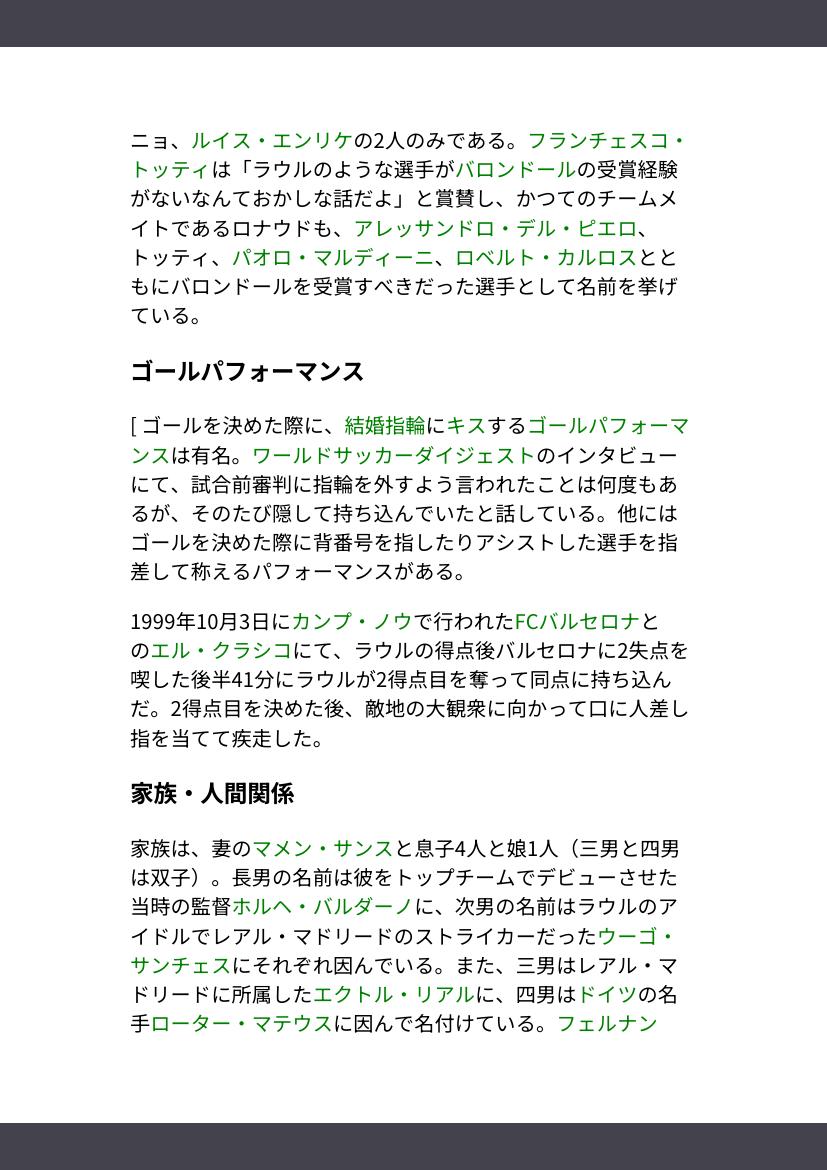 ニョ、ルイス・エンリケの2人のみである。フランチェスコ・
トッティは「ラウルのような選手がバロンドールの受賞経験
がないなんておかしな話だよ」と賞賛し、かつてのチームメ
イトであるロナウドも、アレッサンドロ・デル・ピエロ、
トッティ、パオロ・マルディーニ、ロベルト・カルロスとと
もにバロンドールを受賞すべきだった選手として名前を挙げ
ている。
ゴールパフォーマンス
[ ゴールを決めた際に、結婚指輪にキスするゴールパフォーマ
ンスは有名。ワールドサッカーダイジェストのインタビュー
にて、試合前審判に指輪を外すよう言われたことは何度もあ
るが、そのたび隠して持ち込んでいたと話している。他には
ゴールを決めた際に背番号を指したりアシストした選手を指
差して称えるパフォーマンスがある。
1999年10月3日にカンプ・ノウで行われたFCバルセロナと
のエル・クラシコにて、ラウルの得点後バルセロナに2失点を
喫した後半41分にラウルが2得点目を奪って同点に持ち込ん
だ。2得点目を決めた後、敵地の大観衆に向かって口に人差し
指を当てて疾走した。
家族・人間関係
家族は、妻のマメン・サンスと息子4人と娘1人（三男と四男
は双子）。長男の名前は彼をトップチームでデビューさせた
当時の監督ホルヘ・バルダーノに、次男の名前はラウルのア
イドルでレアル・マドリードのストライカーだったウーゴ・
サンチェスにそれぞれ因んでいる。また、三男はレアル・マ
ドリードに所属したエクトル・リアルに、四男はドイツの名
手ローター・マテウスに因んで名付けている。フェルナン